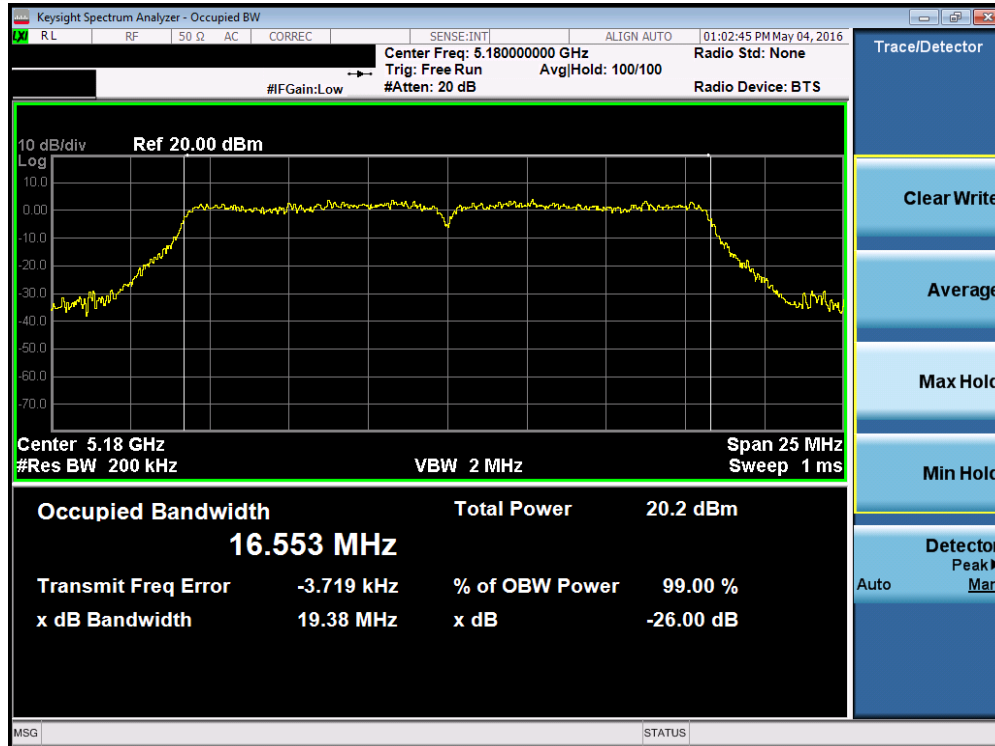 Keysight Spectrum Analyzer - Occupied BW
LXI RL RF 50 Ω AC CORREC SENSE:INT ALIGN AUTO 01:02:45 PM May 04, 2016
Center Freq: 5.180000000 GHz Radio Std: None
Trig: Free Run Avg|Hold: 100/100
#IFGain:Low #Atten: 20 dB Radio Device: BTS
Trace/Detector
10 dB/div Ref 20.00 dBm
Log
10.0
0.00
-10.0
-20.0
-30.0
-40.0
-50.0
-60.0
-70.0
Center 5.18 GHz Span 25 MHz
#Res BW 200 kHz VBW 2 MHz Sweep 1 ms
Occupied Bandwidth Total Power 20.2 dBm
16.553 MHz
Transmit Freq Error -3.719 kHz % of OBW Power 99.00 %
x dB Bandwidth 19.38 MHz x dB -26.00 dB
Clear Write
Average
Max Hold
Min Hold
Detector
Peak
Auto Man
MSG STATUS